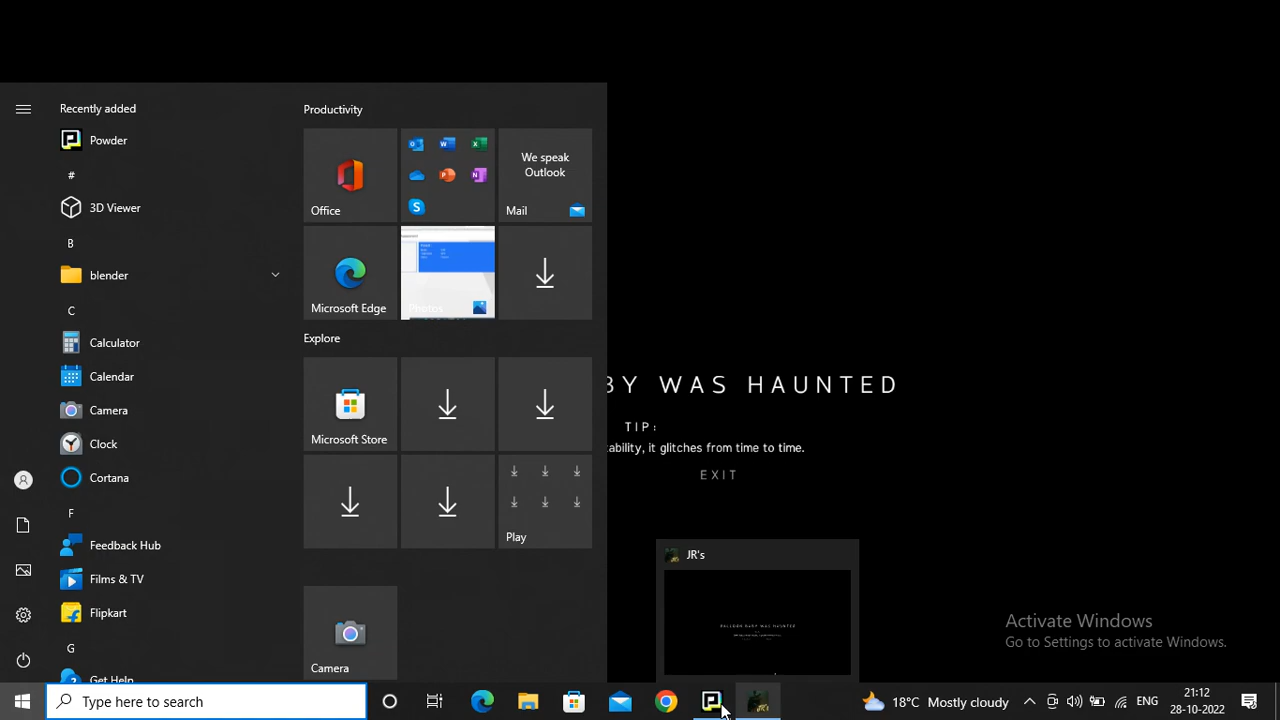 Recently added
Powder
#
3D Viewer
B
blender
C
Calculator
Calendar
Camera
Clock
Cortana
F
Feedback Hub
Films & TV
Flipkart
G
Get Help
Productivity
Office
We speak
Outlook
Mail
Microsoft Edge
Photos
Explore
Microsoft Store
Play
Camera
BY WAS HAUNTED
TIP:
tability, it glitches from time to time.
EXIT
JR's
Activate Windows
Go to Settings to activate Windows.
Type here to search
18°C Mostly cloudy
ENG
21:12
28-10-2022